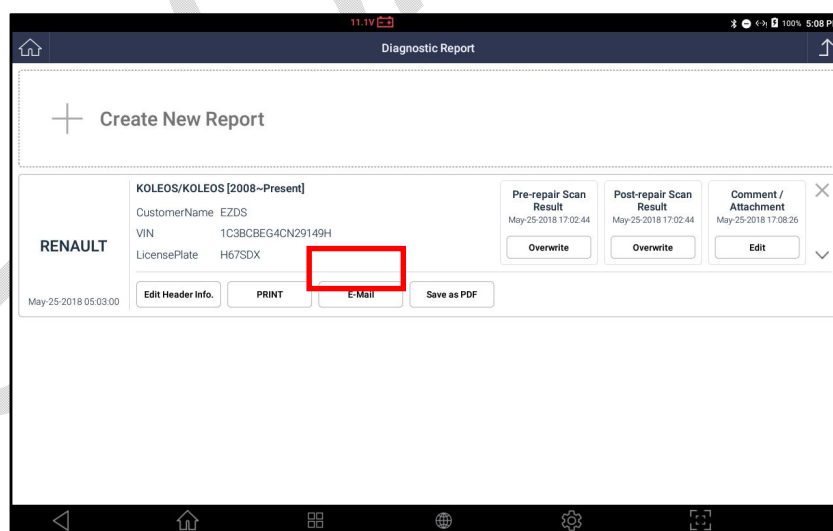 11.1V
100% 5:08 P
Diagnostic Report
Create New Report
RENAULT
May-25-2018 05:03:00
KOLEOS/KOLEOS [2008~Present]
CustomerName EZDS
VIN 1C3BCBEG4CN29149H
LicensePlate H67SDX
Pre-repair Scan
Result
May-25-2018 17:02:44
Overwrite
Post-repair Scan
Result
May-25-2018 17:02:44
Overwrite
Comment /
Attachment
May-25-2018 17:08:26
Edit
Edit Header Info.
PRINT
E-Mail
Save as PDF